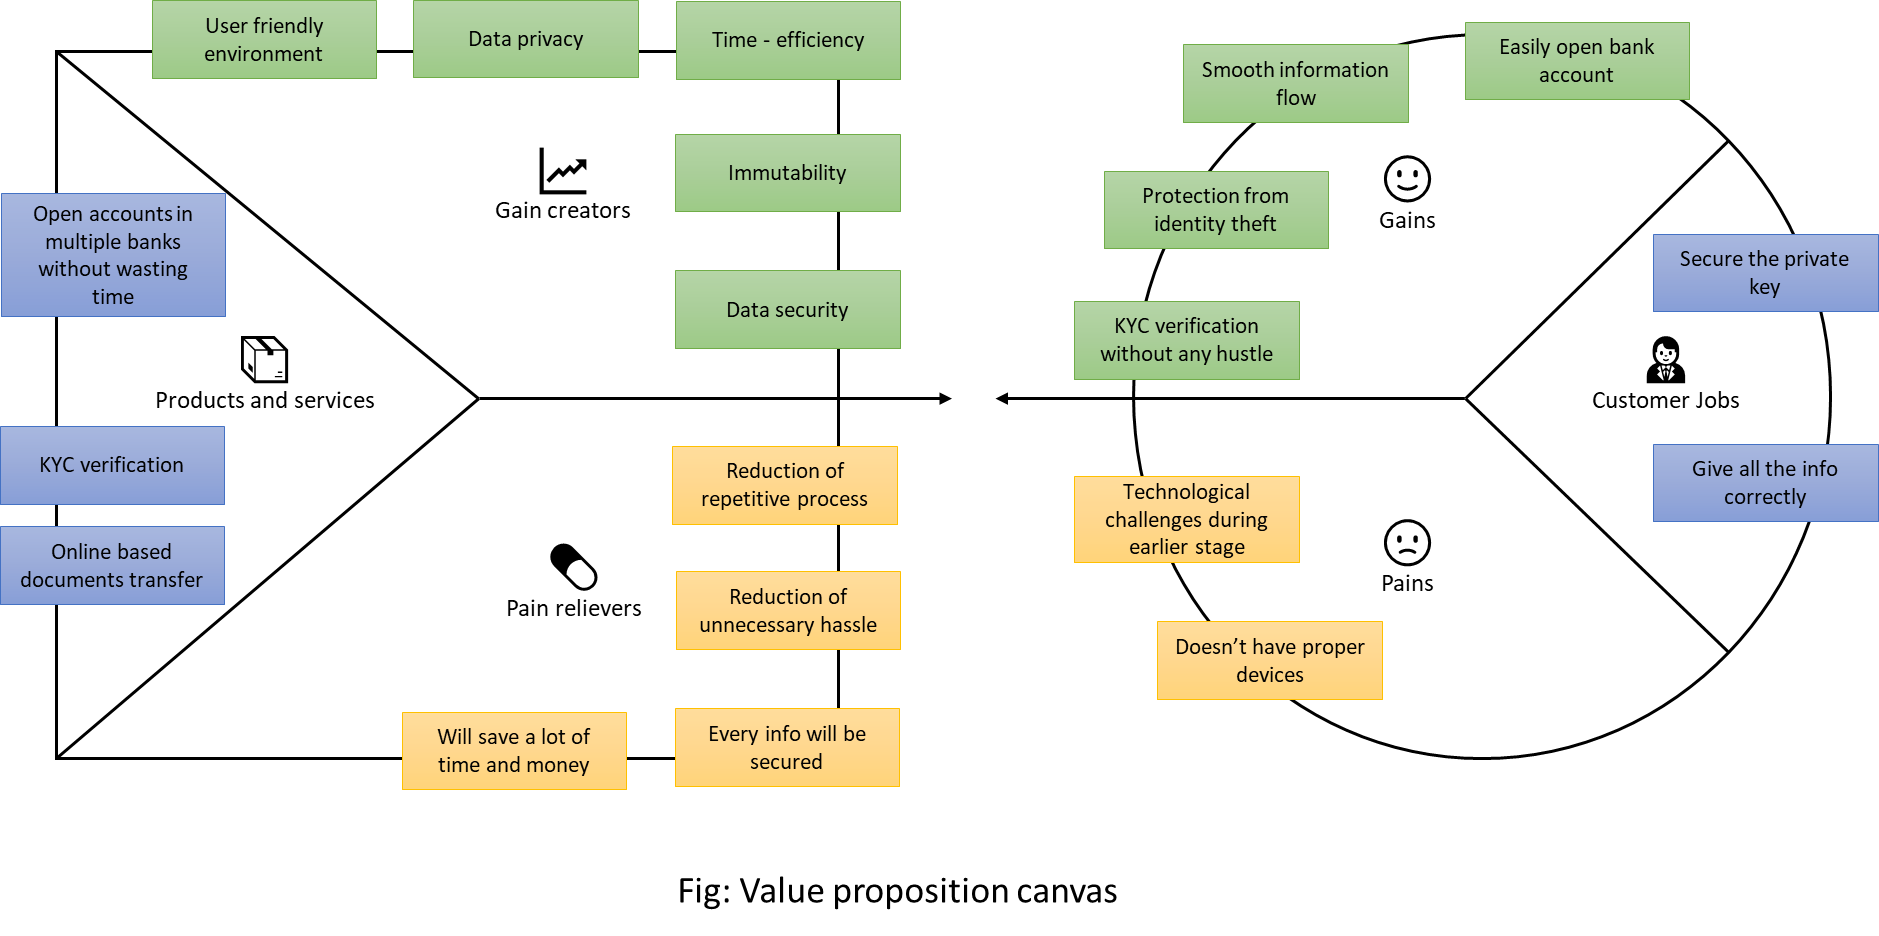 User friendly
environment
Data privacy
Time - efficiency
Immutability
Data security
Gain creators
Open accounts in
multiple banks
without wasting
time
Products and services
KYC verification
Online based
documents transfer
Reduction of
repetitive process
Reduction of
unnecessary hassle
Pain relievers
Will save a lot of
time and money
Every info will be
secured
Easily open bank
account
Smooth information
flow
Protection from
identity theft
KYC verification
without any hustle
Gains
Secure the private
key
Customer Jobs
Give all the info
correctly
Technological
challenges during
earlier stage
Pains
Doesn’t have proper
devices
Fig: Value proposition canvas